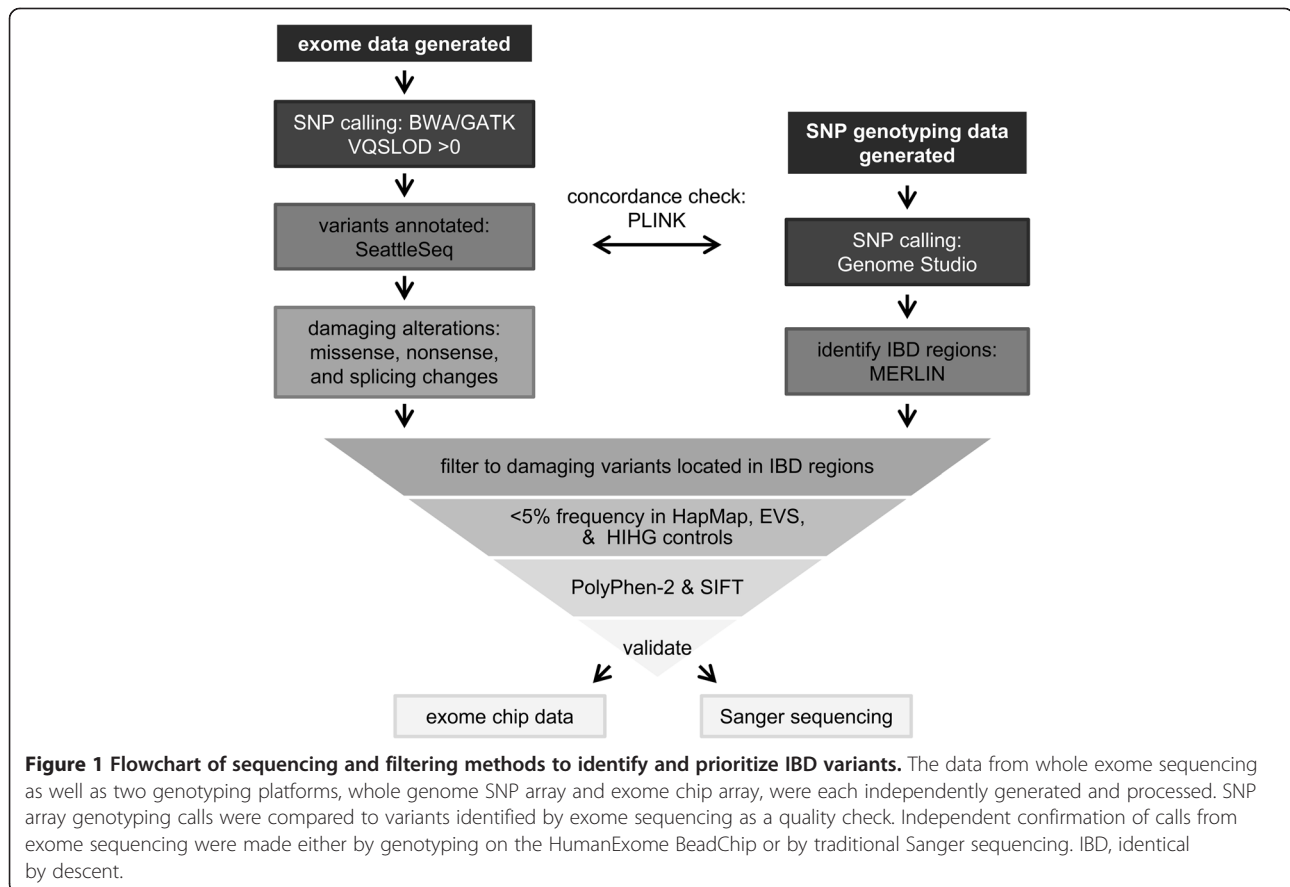 exome data generated
SNP calling: BWA/GATK
VQSLOD >0
variants annotated:
SeattleSeq
damaging alterations:
missense, nonsense,
and splicing changes
concordance check:
PLINK
SNP genotyping data
generated
SNP calling:
Genome Studio
identify IBD regions:
MERLIN
filter to damaging variants located in IBD regions
<5% frequency in HapMap, EVS,
& HIHG controls
PolyPhen-2 & SIFT
validate
exome chip data
Sanger sequencing
Figure 1 Flowchart of sequencing and filtering methods to identify and prioritize IBD variants. The data from whole exome sequencing
as well as two genotyping platforms, whole genome SNP array and exome chip array, were each independently generated and processed. SNP
array genotyping calls were compared to variants identified by exome sequencing as a quality check. Independent confirmation of calls from
exome sequencing were made either by genotyping on the HumanExome BeadChip or by traditional Sanger sequencing. IBD, identical
by descent.